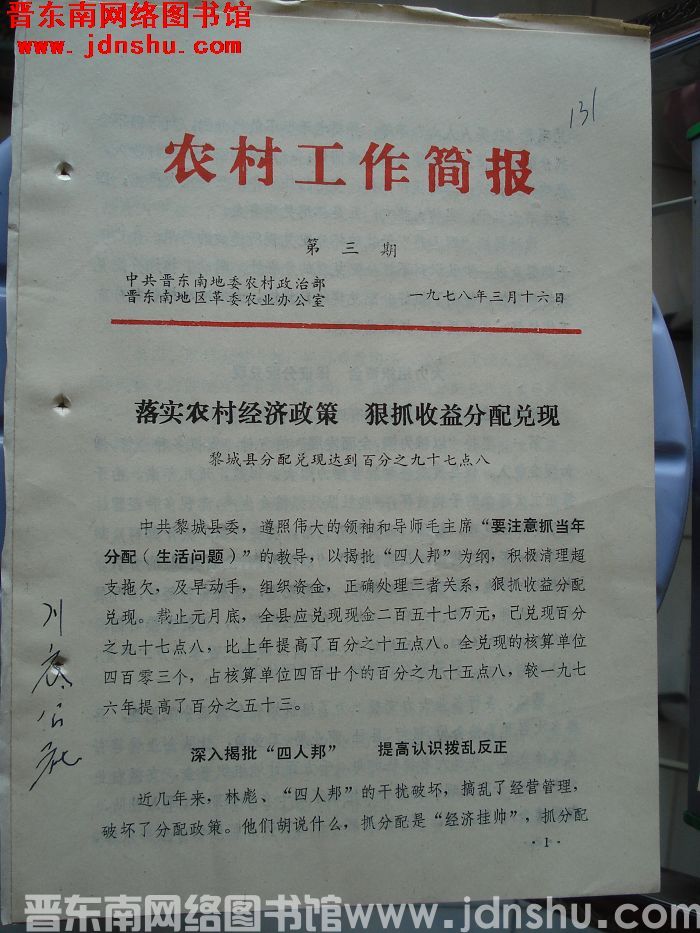 晋东南网络图书馆
www.jdnshu.com
131
农村工作简报
第三期
中共晋东南地委农村政治部
晋东南地区革委农业办公室 一九七八年三月十六日
落实农村经济政策 狠抓收益分配兑现
黎城县分配兑现达到百分之九十七点八
中共黎城县委，遵照伟大的领袖和导师毛主席“要注意抓当年
分配（生活问题）”的教导，以揭批“四人邦”为纲，积极清理超
支拖欠，及早动手，组织资金，正确处理三者关系，狠抓收益分配
兑现。截止元月底，全县应兑现现金二百五十七万元，己兑现百分
之九十七点八，比上年提高了百分之十五点八。全兑现的核算单位
四百零三个，占核算单位四百廿个的百分之九十五点八，较一九七
六年提高了百分之五十三。
深入揭批“四人邦” 提高认识拨乱反正
近几年来，林彪、“四人邦”的干扰破坏，搞乱了经营管理，
破坏了分配政策。他们胡说什么，抓分配是“经济挂帅”，抓分配
·1·
晋东南网络图书馆 www.jdnshu.com